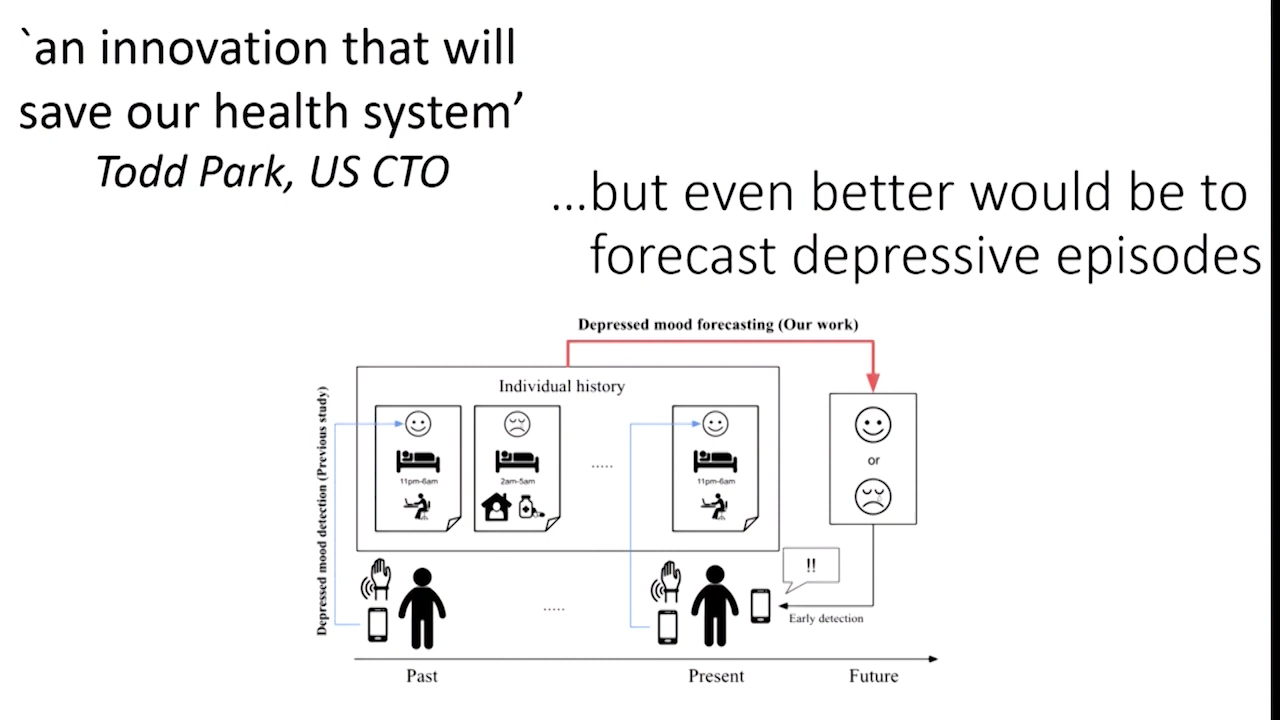 `an innovation that will
save our health system’
Todd Park, US CTO
...but even better would be to
forecast depressive episodes
Depressed mood forecasting (Our work)
Individual history
Depressed mood detection (Previous study)
11pm-6am
2am-5am
.....
11pm-6am
or
!!
.....
Early detection
Past
Present
Future